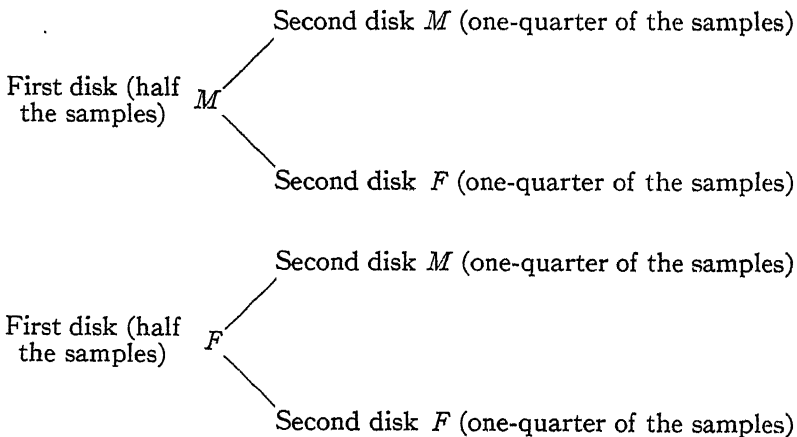 Second disk M (one-quarter of the samples)
First disk (half
the samples) M
Second disk F (one-quarter of the samples)
Second disk M (one-quarter of the samples)
First disk (half
the samples) F
Second disk F (one-quarter of the samples)